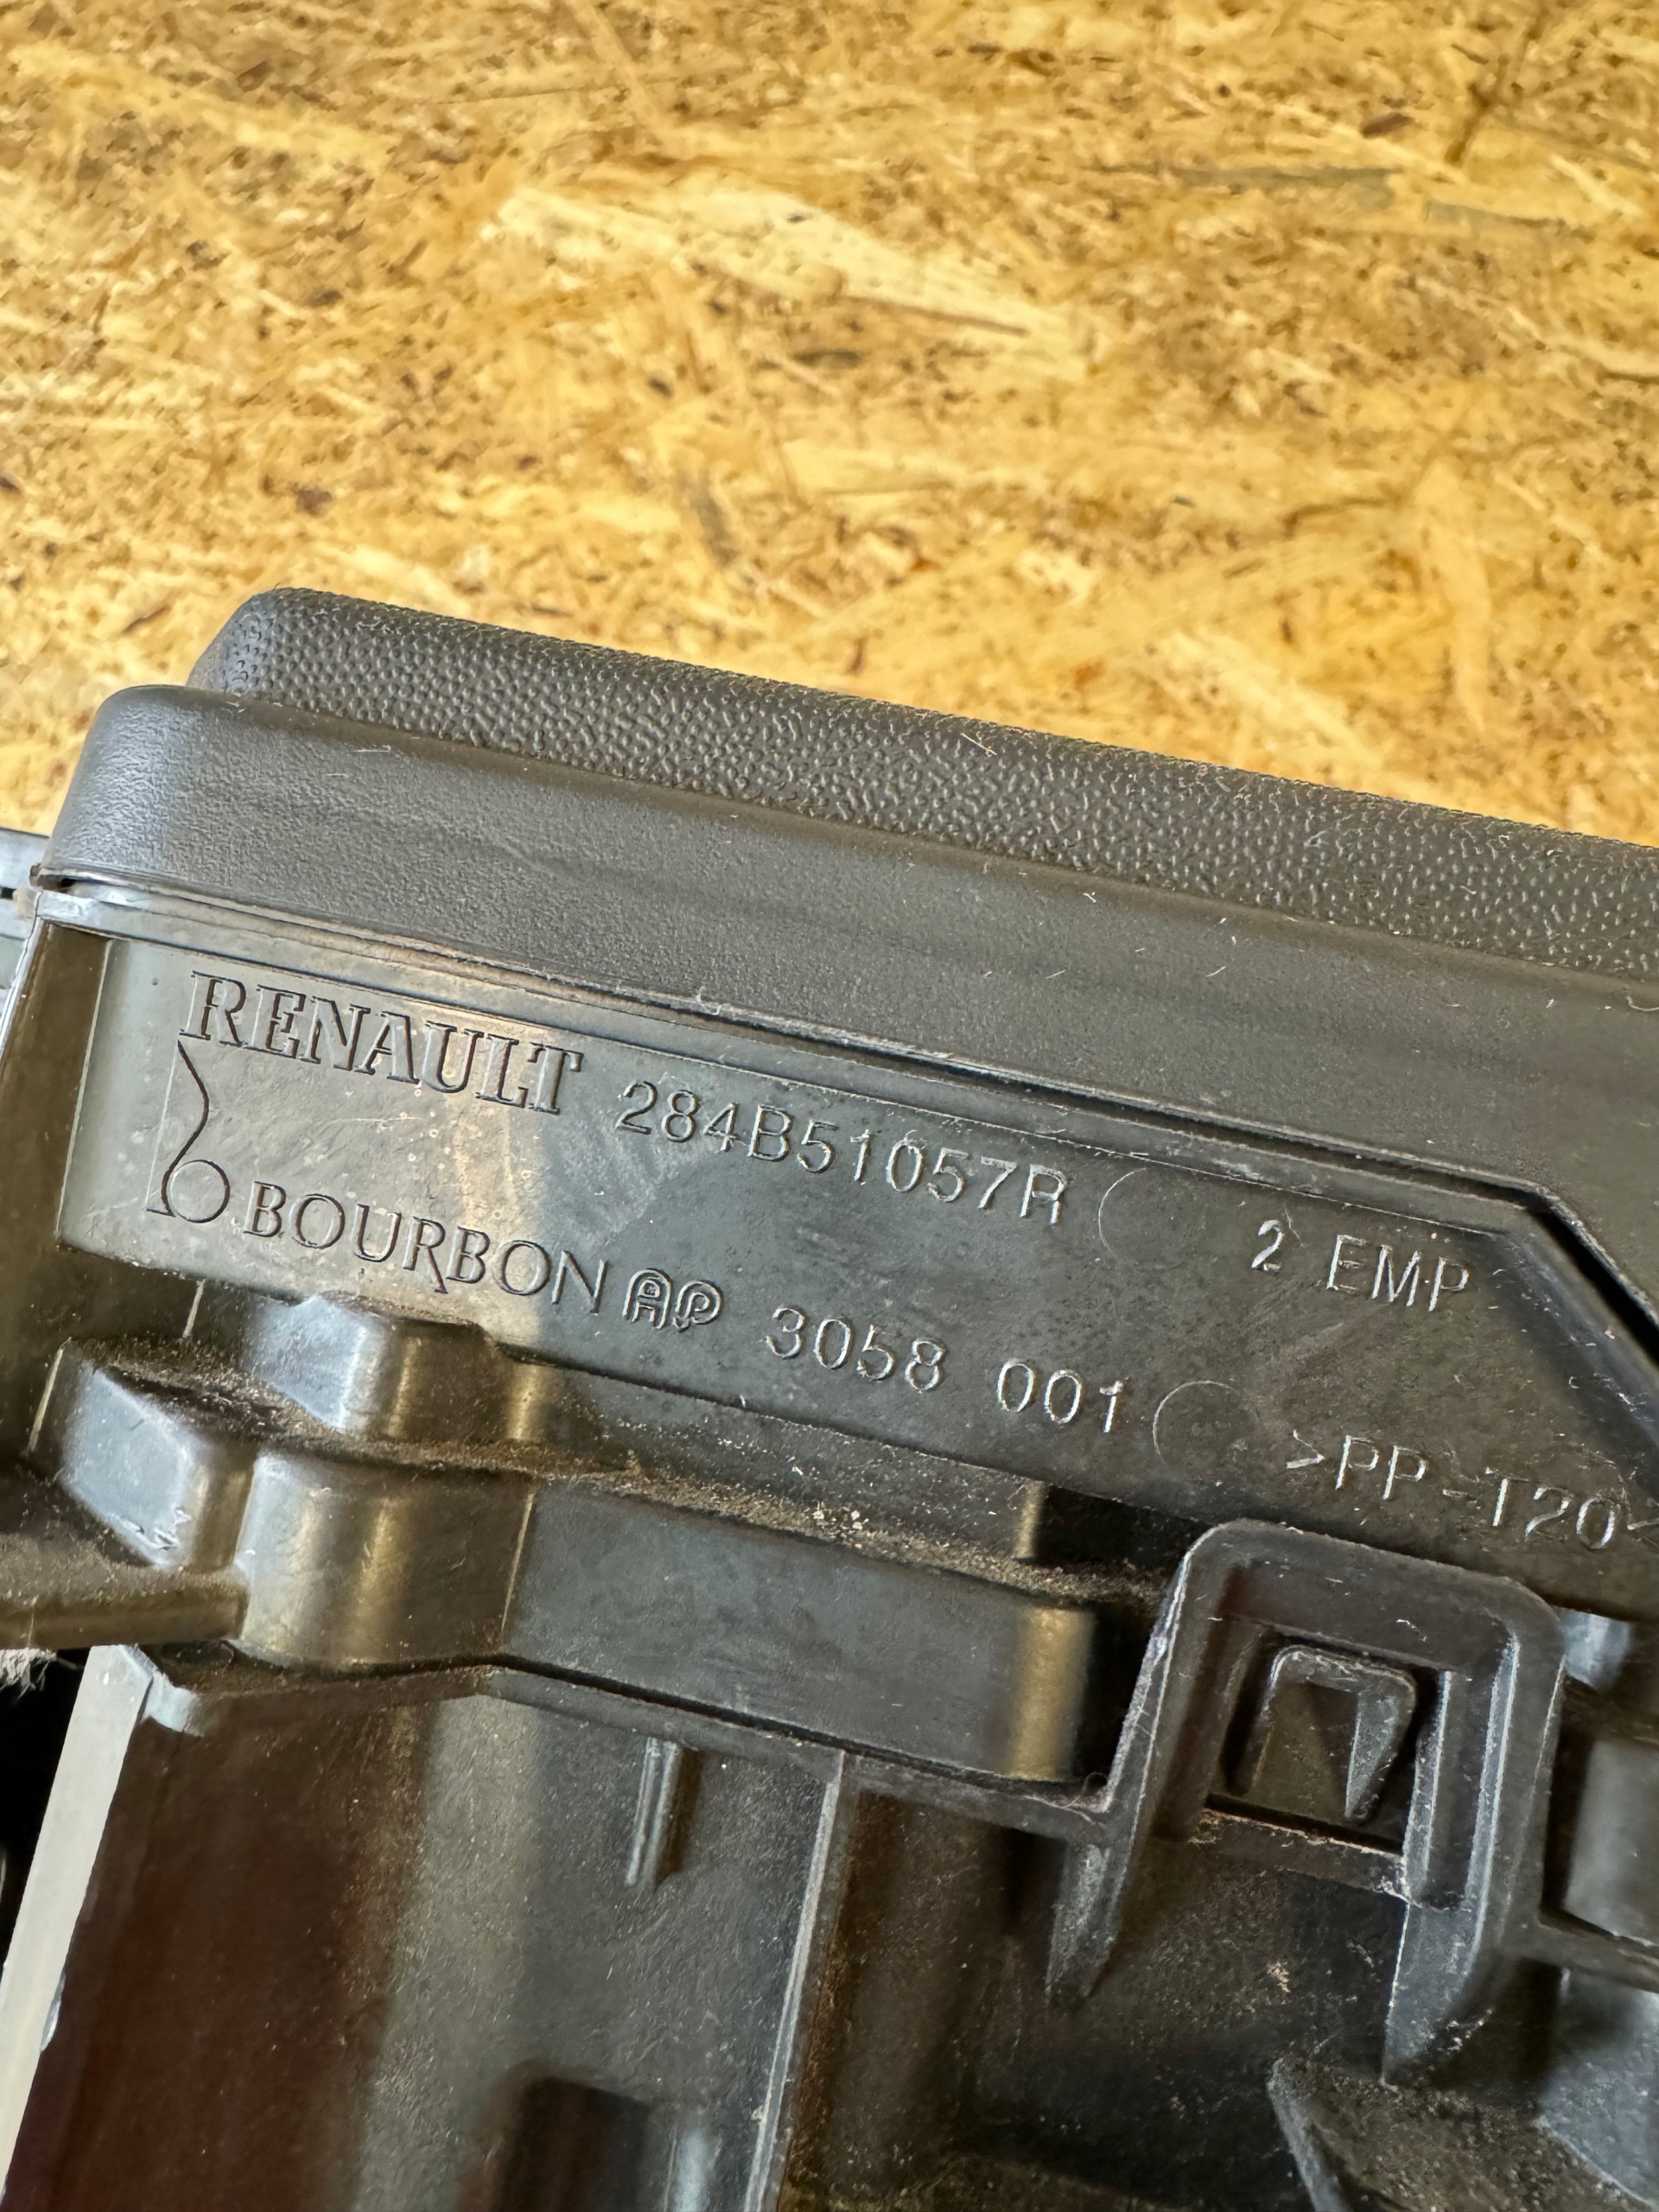 RENAULT 284B51057R 2 EMP
BOURBON AP 3058 001 >PP-T20<